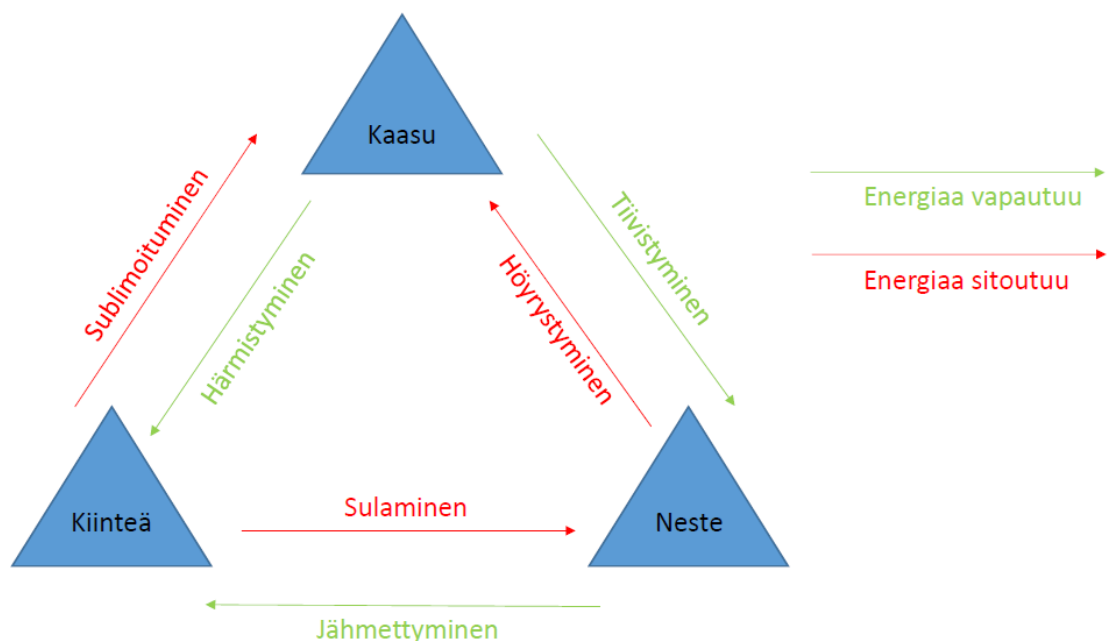 Kaasu
Sublimoituminen
Härmistyminen
Höyrystyminen
Tiivistyminen
Energiaa vapautuu
Energiaa sitoutuu
Kiinteä
Sulaminen
Neste
Jähmettyminen